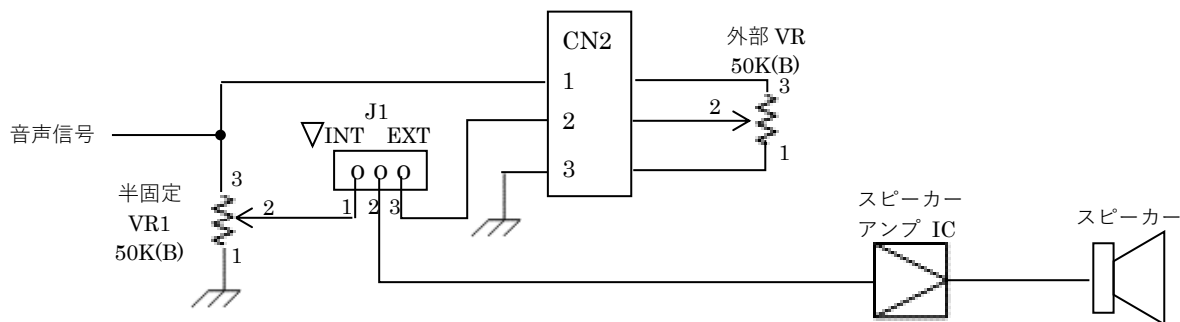 CN2
1
2
3
外部 VR
50K(B)
3
2
1
音声信号
J1
▽INT EXT
1 2 3
半固定
VR1
50K(B)
3
2
1
スピーカー
アンプ IC
スピーカー